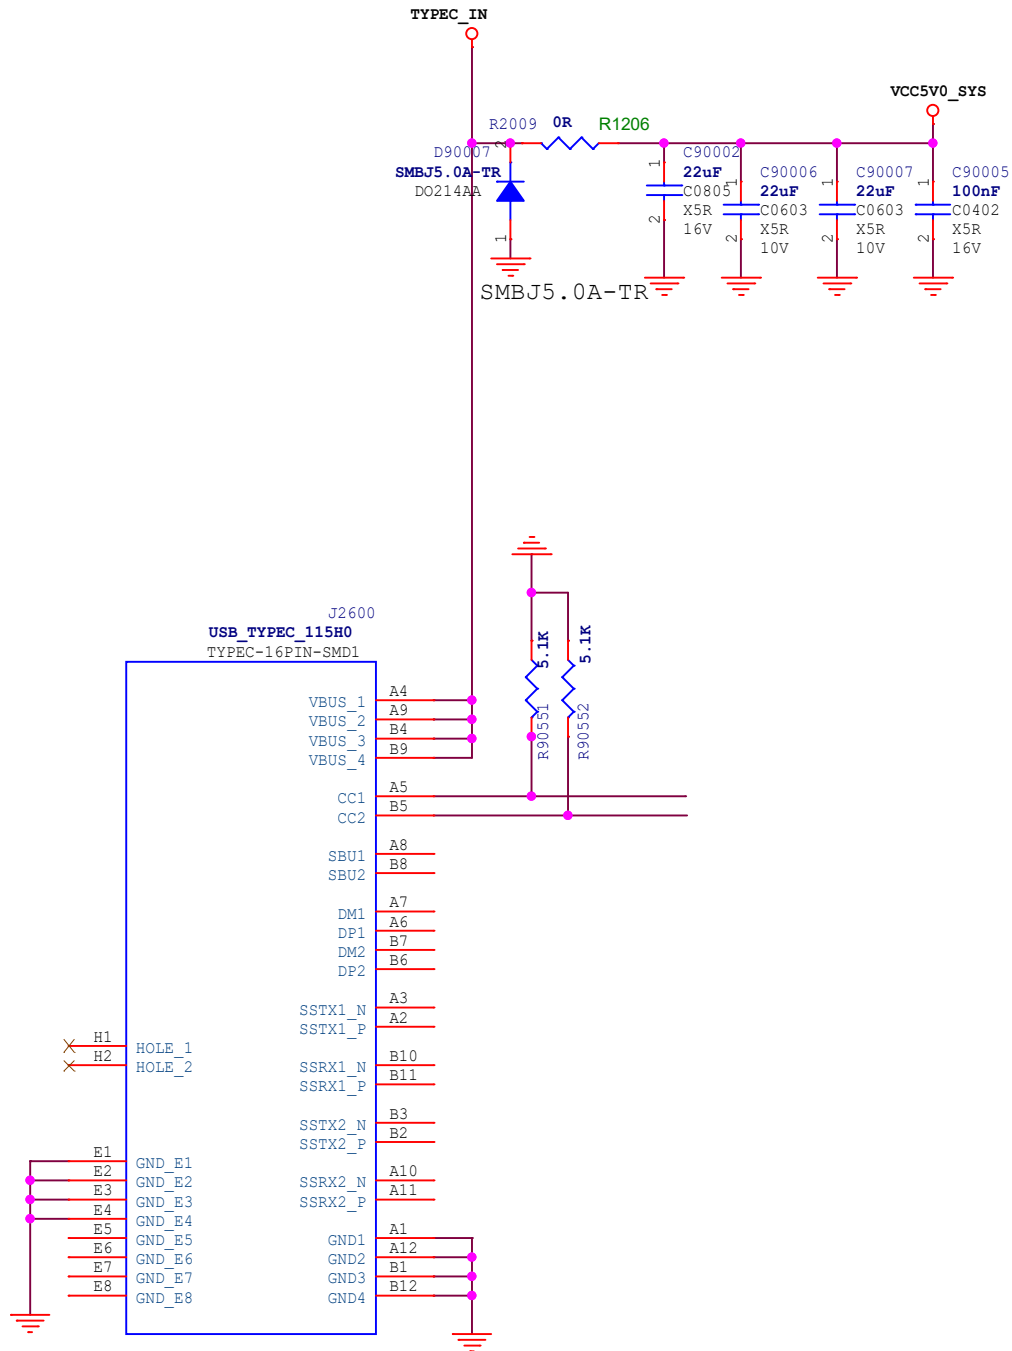 TYPEC_IN
VCC5V0_SYS
R2009 0R R1206
D90007 2
SMBJ5.0A-TR
DO214AA
1
SMBJ5.0A-TR
1 C90002
22uF
C0805
2 X5R
16V
1 C90006
22uF
C0603
2 X5R
10V
1 C90007
22uF
C0603
2 X5R
10V
1 C90005
100nF
C0402
2 X5R
16V
J2600
USB_TYPEC_115H0
TYPEC-16PIN-SMD1
5.1K
R90551
5.1K
R90552
VBUS_1 A4
VBUS_2 A9
VBUS_3 B4
VBUS_4 B9
CC1 A5
CC2 B5
SBU1 A8
SBU2 B8
DM1 A7
DP1 A6
DM2 B7
DP2 B6
SSTX1_N A3
SSTX1_P A2
H1 HOLE_1
H2 HOLE_2
SSRX1_N B10
SSRX1_P B11
SSTX2_N B3
SSTX2_P B2
E1 GND_E1
E2 GND_E2
E3 GND_E3
E4 GND_E4
E5 GND_E5
E6 GND_E6
E7 GND_E7
E8 GND_E8
SSRX2_N A10
SSRX2_P A11
GND1 A1
GND2 A12
GND3 B1
GND4 B12